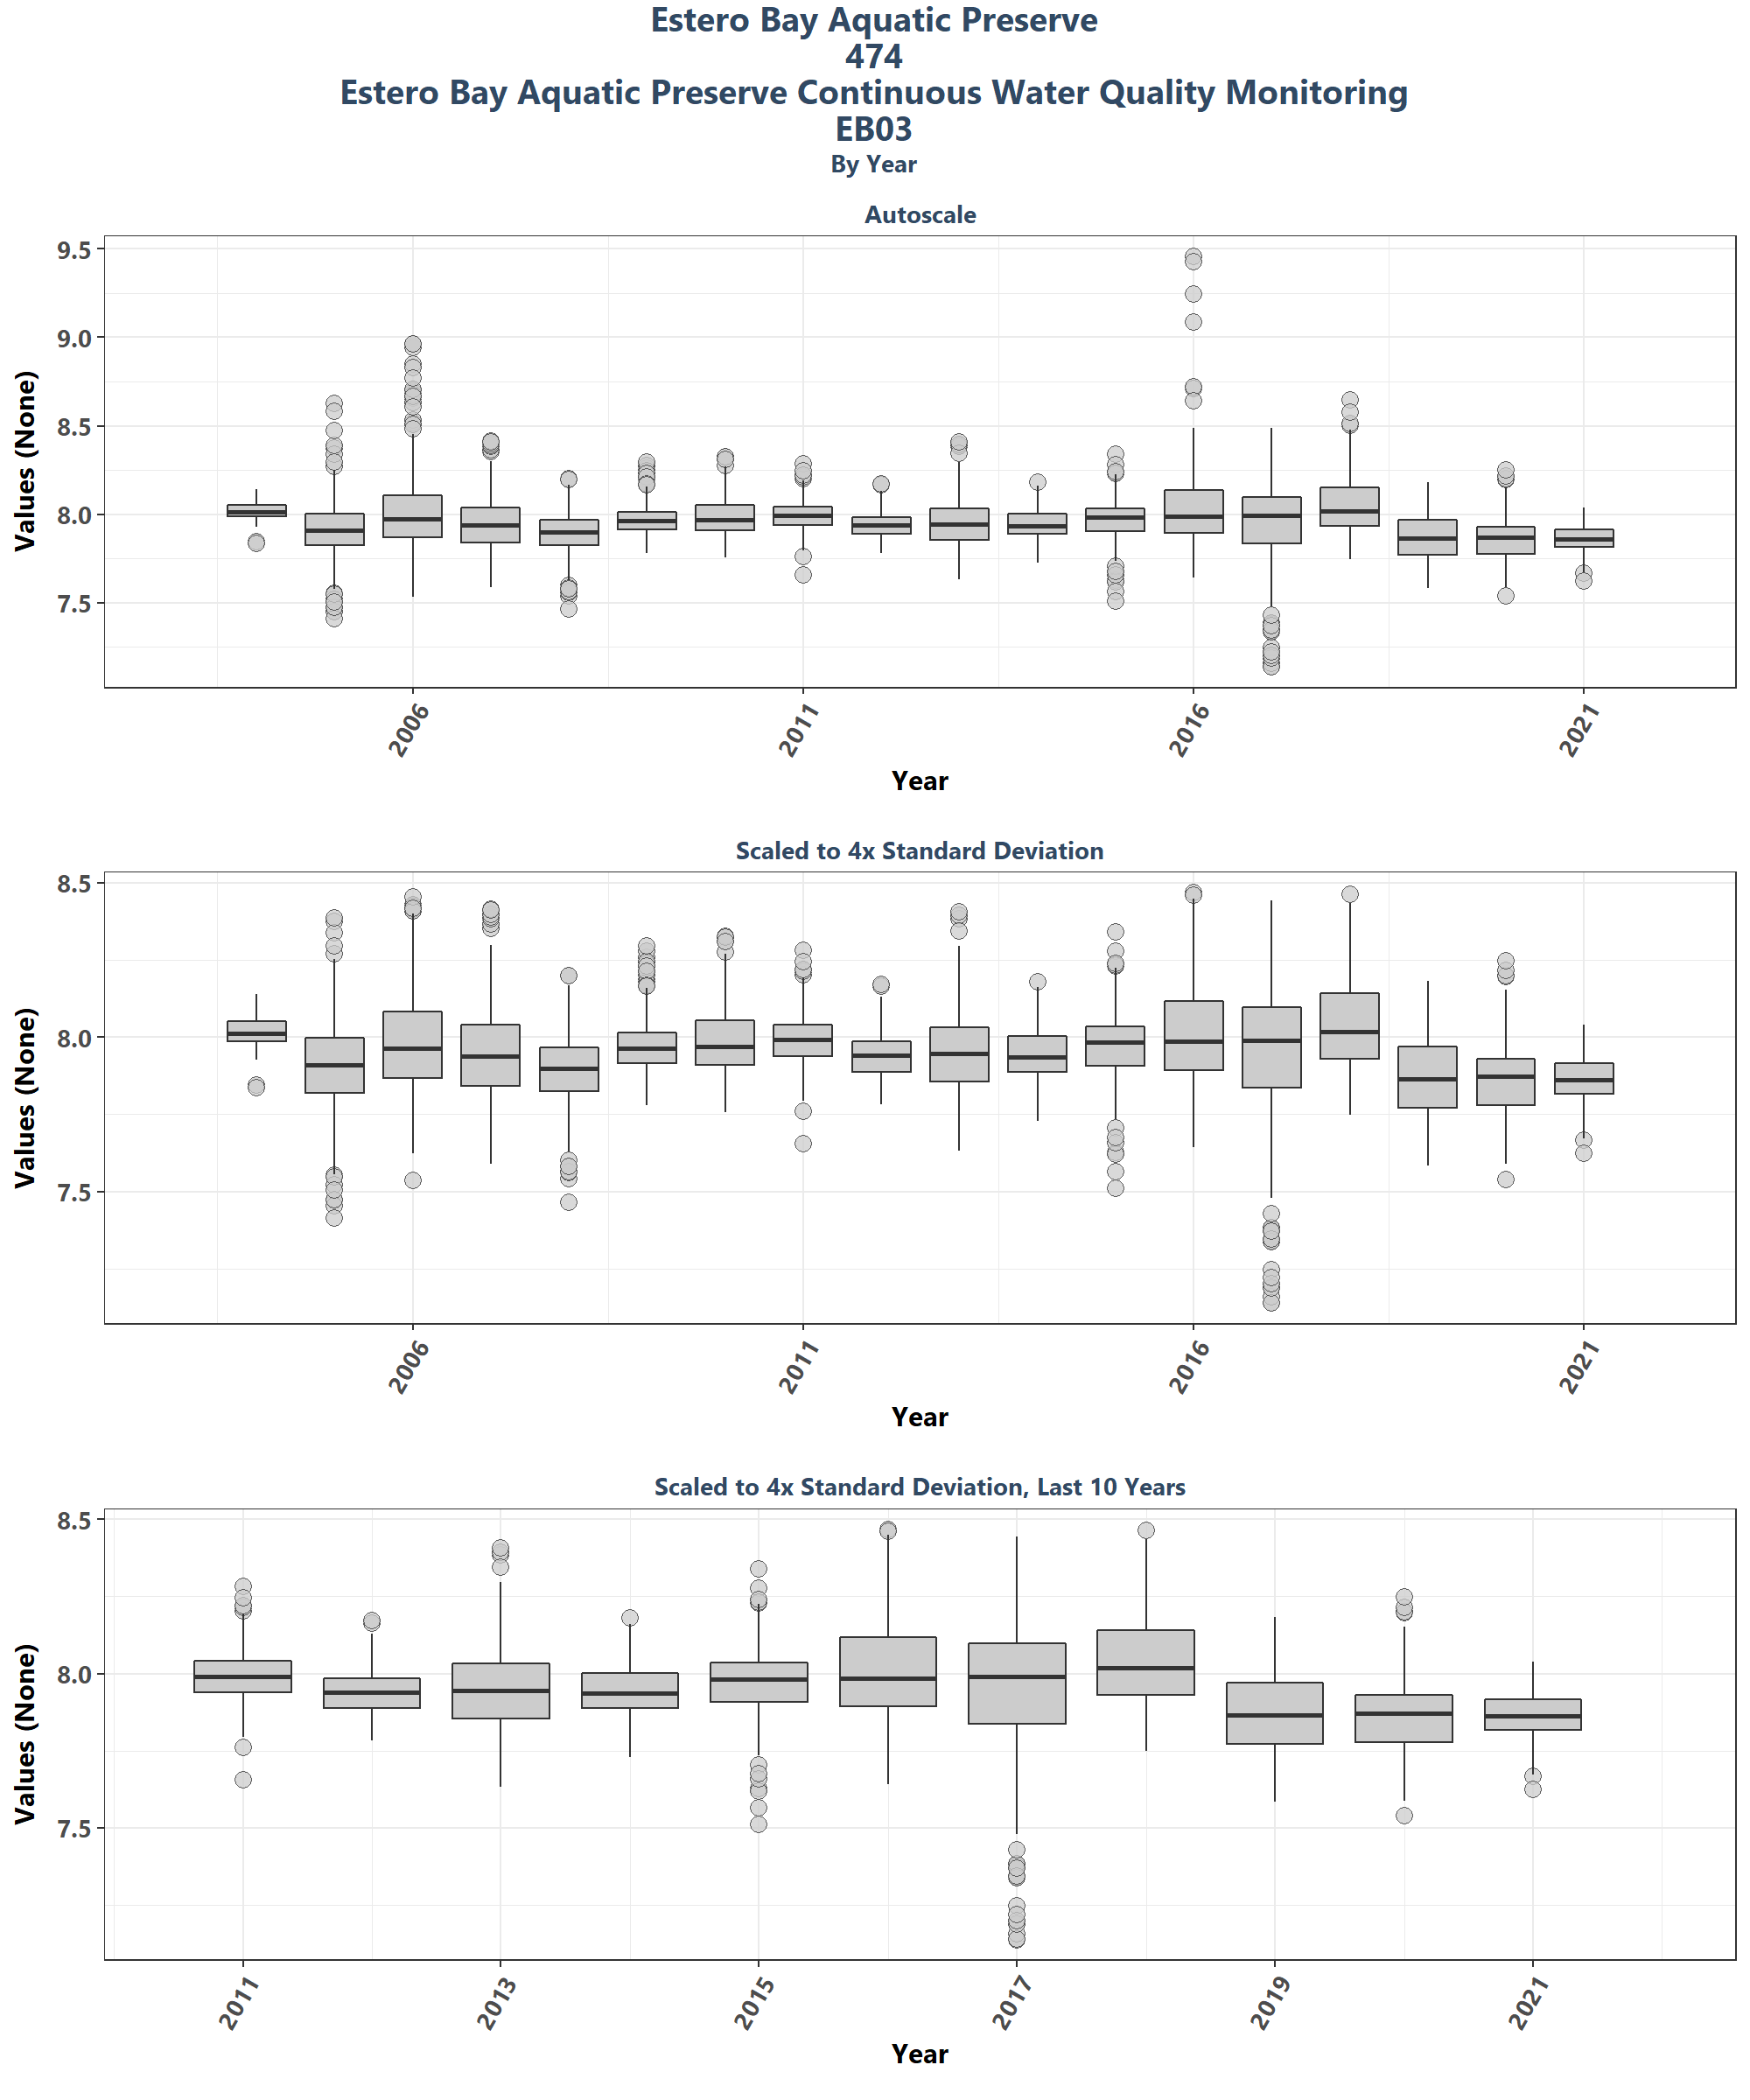 Estero Bay Aquatic Preserve
474
Estero Bay Aquatic Preserve Continuous Water Quality Monitoring
EB03
By Year
Autoscale
Values (None)
9.5
9.0
8.5
8.0
7.5
2006
2011
2016
2021
Year
Scaled to 4x Standard Deviation
Values (None)
8.5
8.0
7.5
2006
2011
2016
2021
Year
Scaled to 4x Standard Deviation, Last 10 Years
Values (None)
8.5
8.0
7.5
2011
2013
2015
2017
2019
2021
Year